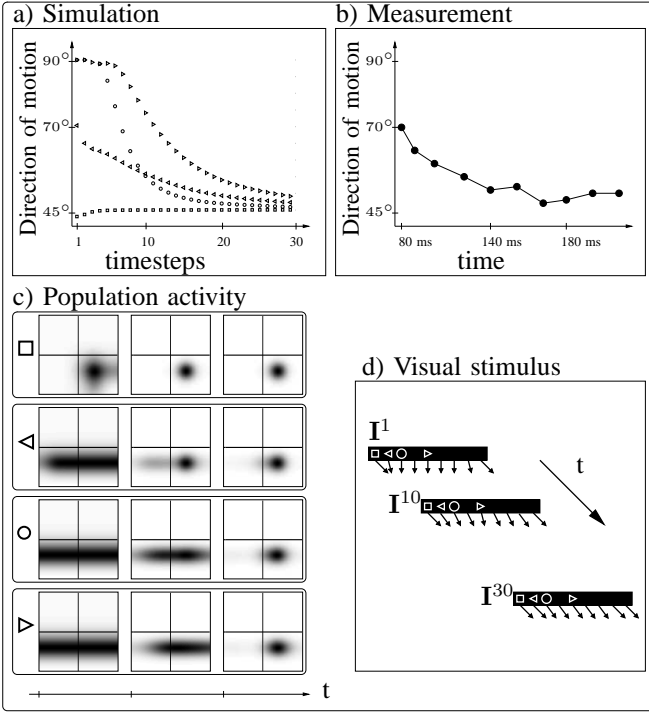 a) Simulation
Direction of motion
90°
70°
45°
1
10
20
30
timesteps
b) Measurement
Direction of motion
90°
70°
45°
80 ms
140 ms
180 ms
time
c) Population activity
t
d) Visual stimulus
I¹
t
I¹⁰
I³⁰